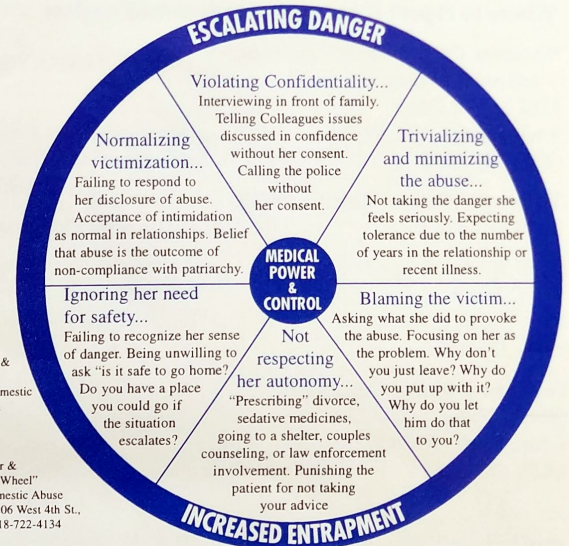 ESCALATING DANGER
Violating Confidentiality...
Interviewing in front of family.
Telling Colleagues issues
discussed in confidence
without her consent.
Calling the police
without
her consent.
Trivializing
and minimizing
the abuse...
Not taking the danger she
feels seriously. Expecting
tolerance due to the number
of years in the relationship or
recent illness.
Blaming the victim...
Asking what she did to provoke
the abuse. Focusing on her as
the problem. Why don't
you just leave? Why do
you put up with it?
Why do you let
him do that
to you?
Not
respecting
her autonomy...
"Prescribing" divorce,
sedative medicines,
going to a shelter, couples
counseling, or law enforcement
involvement. Punishing the
patient for not taking
your advice
Ignoring her need
for safety...
Failing to recognize her sense
of danger. Being unwilling to
ask "is it safe to go home?
Do you have a place
you could go if
the situation
escalates?
Normalizing
victimization...
Failing to respond to
her disclosure of abuse.
Acceptance of intimidation
as normal in relationships. Belief
that abuse is the outcome of
non-compliance with patriarchy.
MEDICAL
POWER
&
CONTROL
INCREASED ENTRAPMENT
&
mestic
r &
Wheel"
nestic Abuse
06 West 4th St.,
18-722-4134